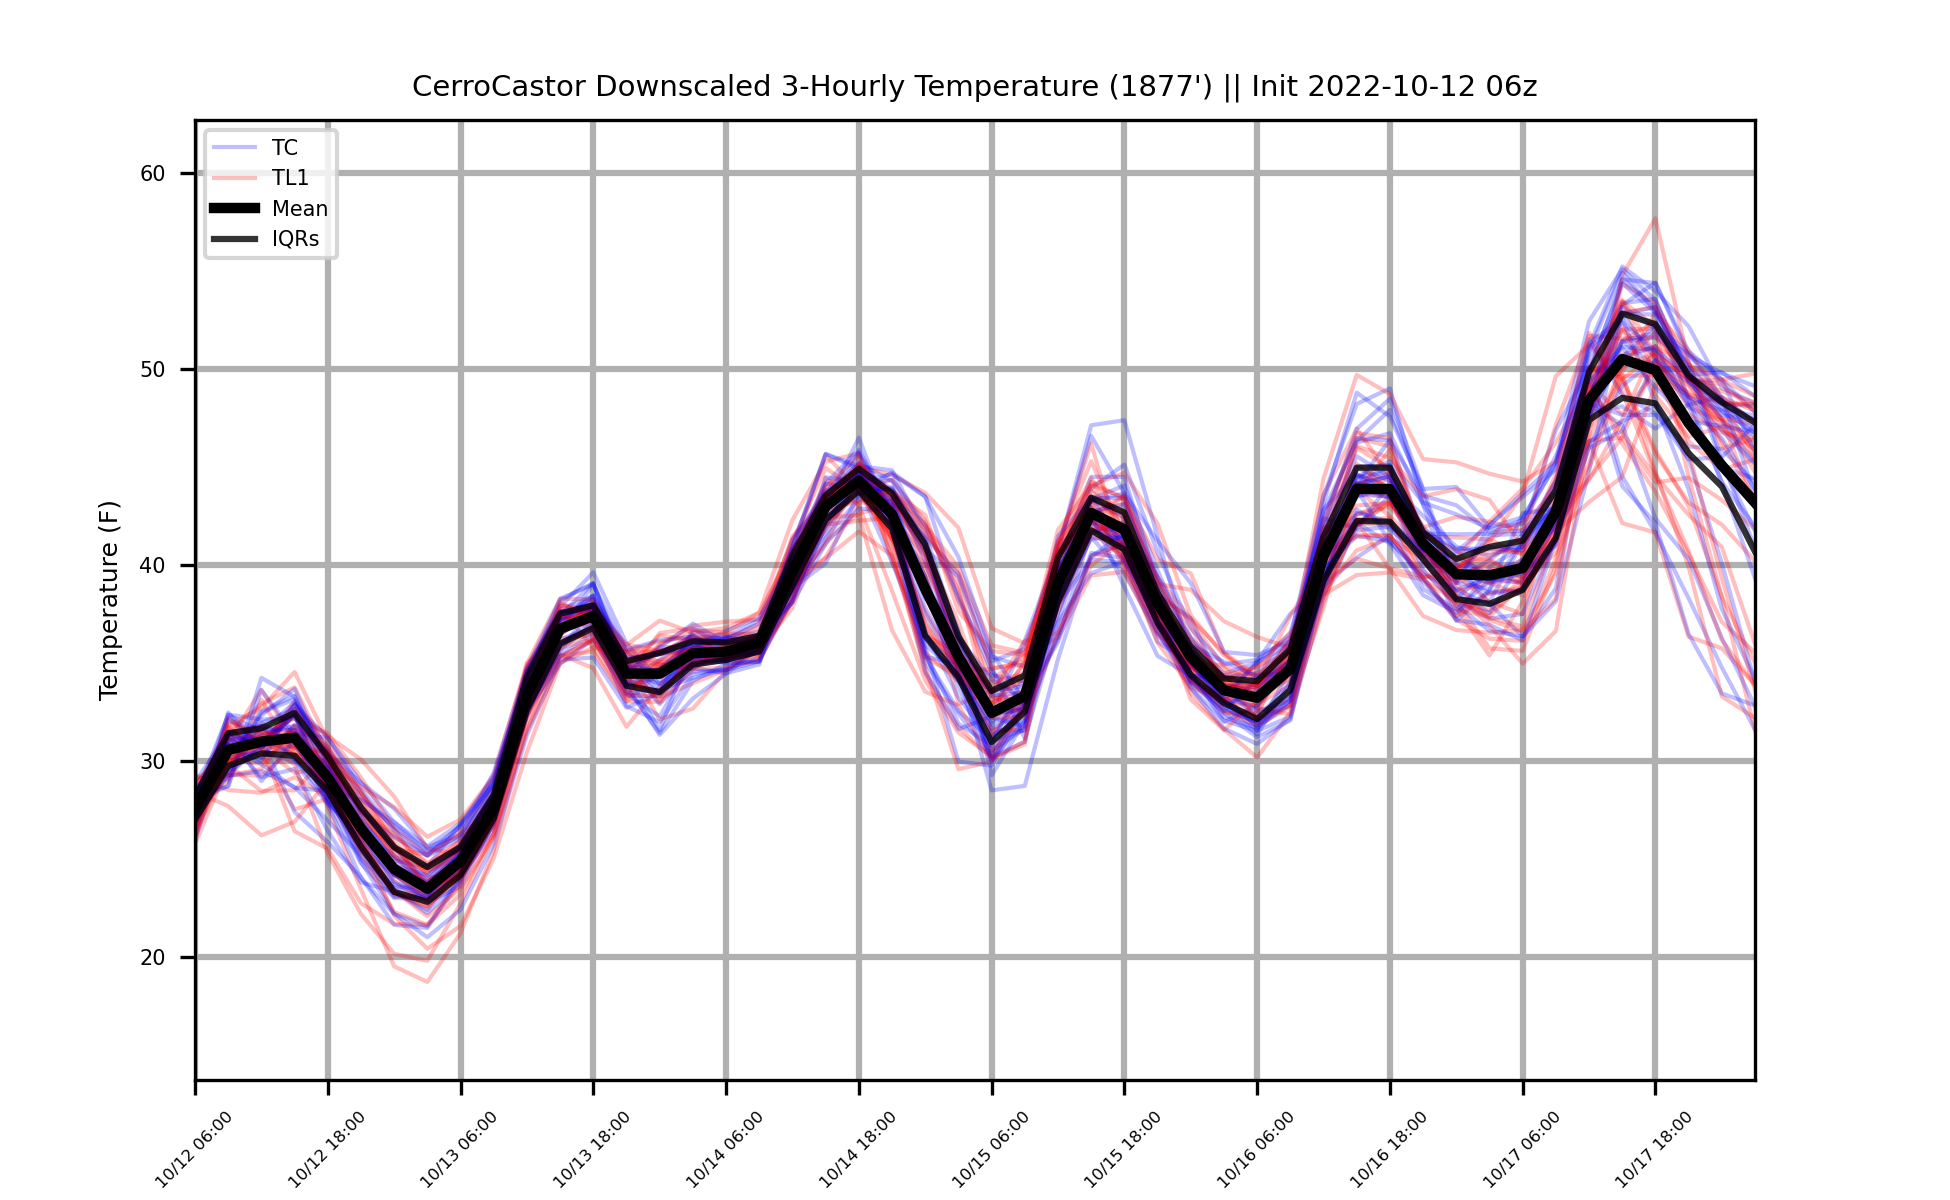 CerroCastor Downscaled 3-Hourly Temperature (1877') || Init 2022-10-12 06z
TC
TL1
Mean
IQRs
Temperature (F)
60
50
40
30
20
10/12 06:00
10/12 18:00
10/13 06:00
10/13 18:00
10/14 06:00
10/14 18:00
10/15 06:00
10/15 18:00
10/16 06:00
10/16 18:00
10/17 06:00
10/17 18:00